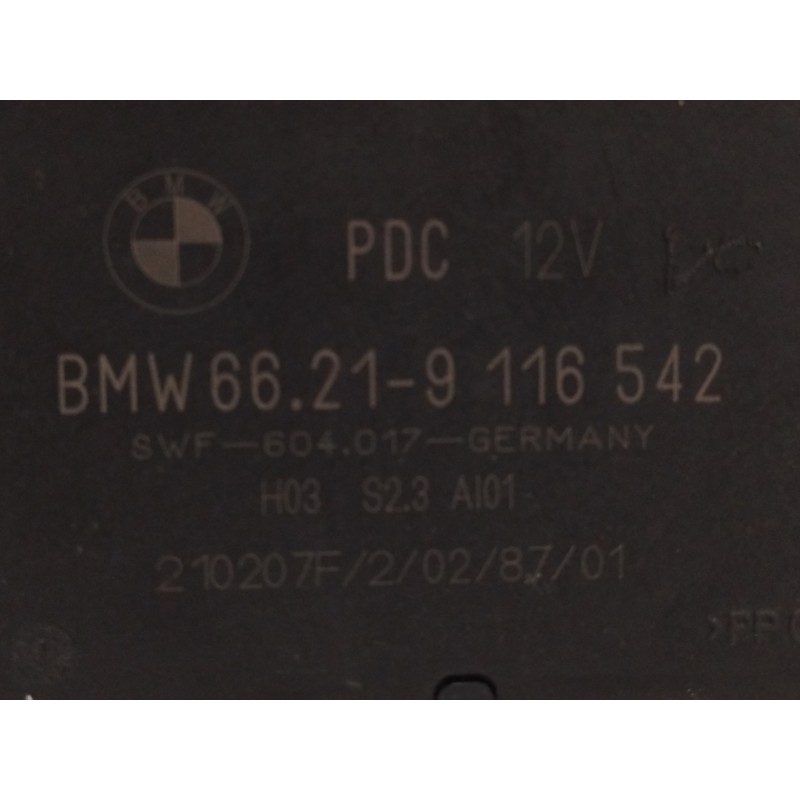 BMW
PDC 12V
BMW 66.21-9 116 542
SWF-604.017-GERMANY
H03 S2.3 AI01
210207F/2/02/87/01
>PP